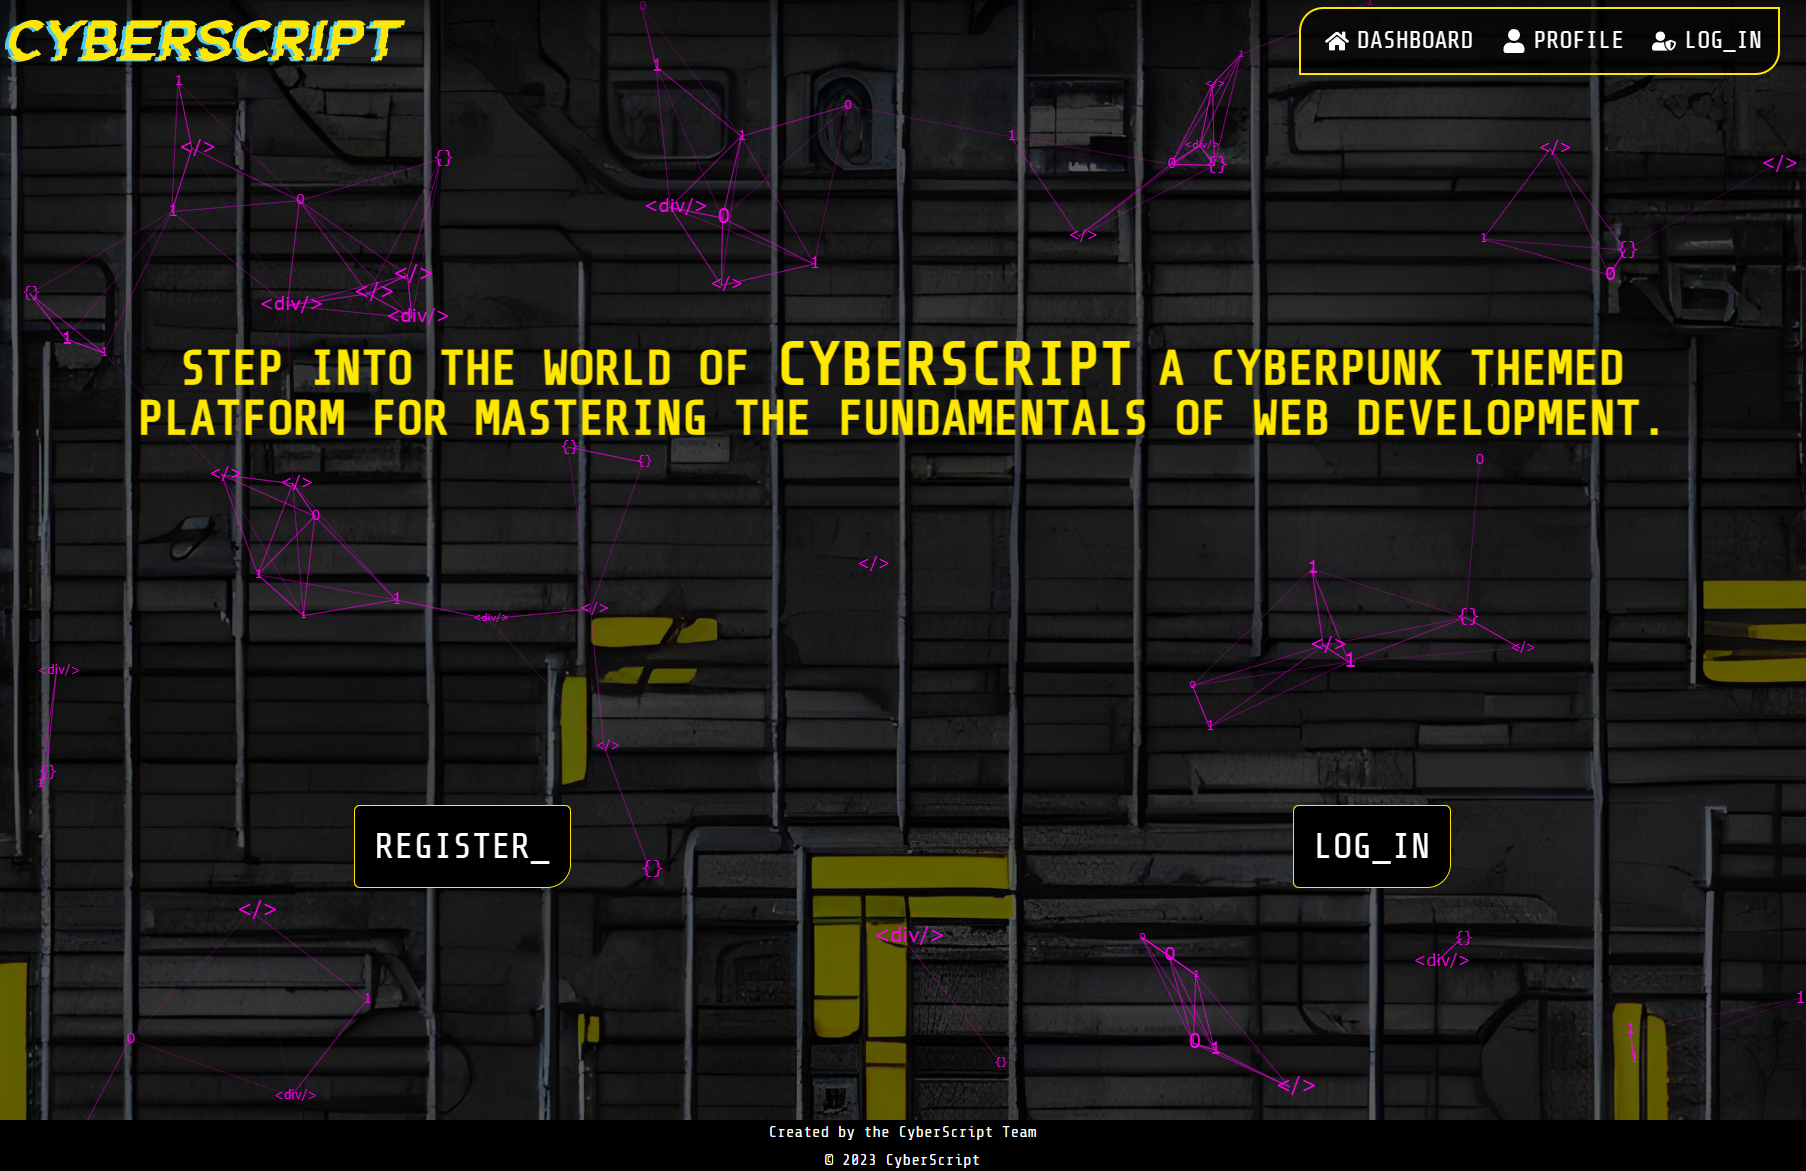 CYBERSCRIPT
DASHBOARD PROFILE LOG_IN
STEP INTO THE WORLD OF CYBERSCRIPT A CYBERPUNK THEMED
PLATFORM FOR MASTERING THE FUNDAMENTALS OF WEB DEVELOPMENT.
REGISTER_ LOG_IN
Created by the CyberScript Team
© 2023 CyberScript